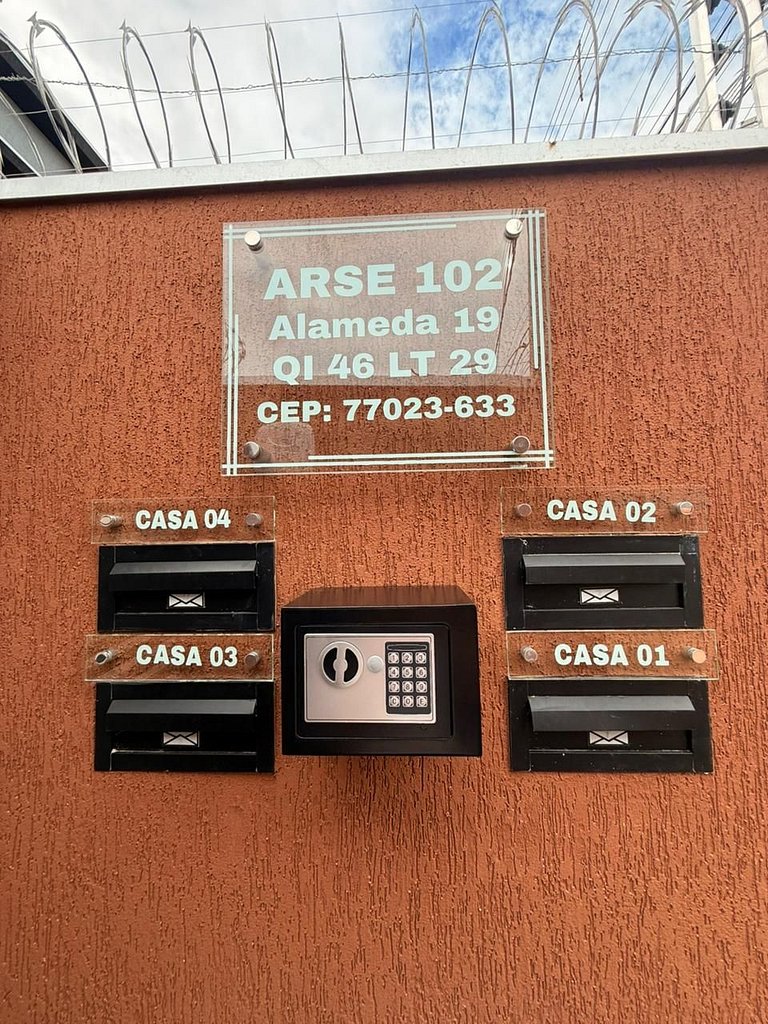 ARSE 102
Alameda 19
QI 46 LT 29
CEP: 77023-633
CASA 04
CASA 02
CASA 03
CASA 01